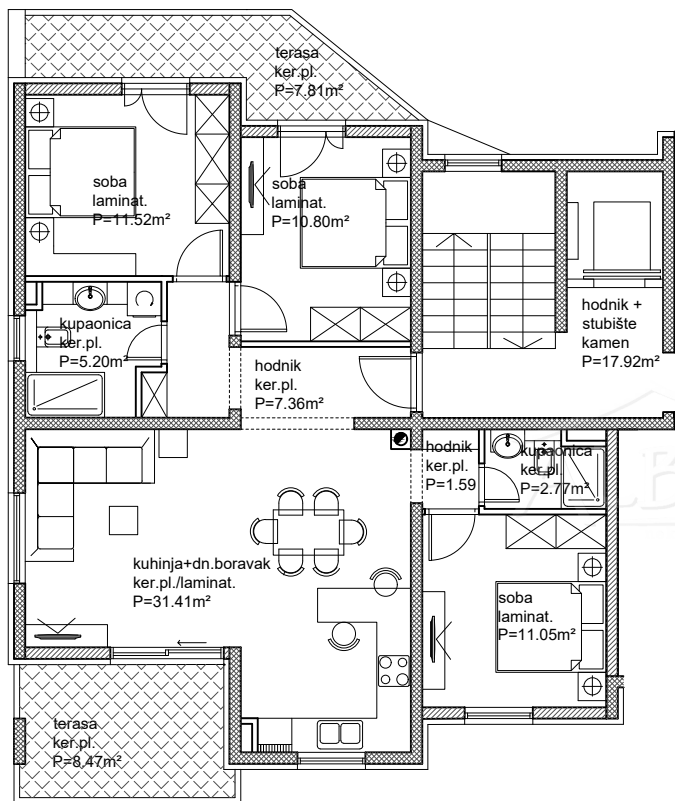 terasa
ker.pl.
P=7.81m²
soba
laminat.
P=11.52m²
soba
laminat.
P=10.80m²
hodnik +
stubište
kamen
P=17.92m²
kupaonica
ker.pl.
P=5.20m²
hodnik
ker.pl.
P=7.36m²
hodnik
ker.pl.
P=1.59
kupaonica
ker.pl.
P=2.77m²
kuhinja+dn.boravak
ker.pl./laminat.
P=31.41m²
soba
laminat.
P=11.05m²
terasa
ker.pl.
P=8.47m²